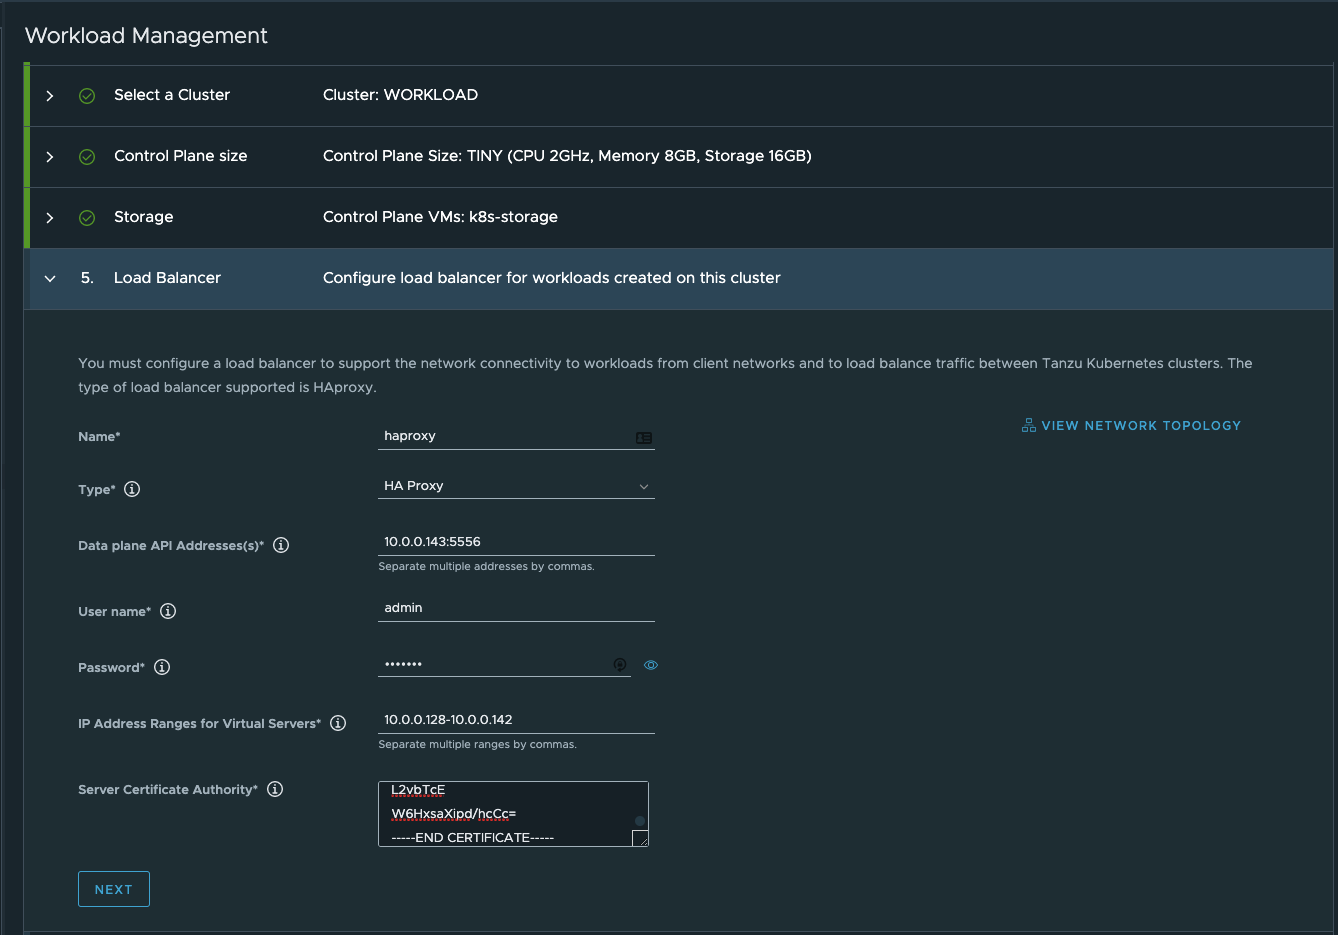 Workload Management
Select a Cluster Cluster: WORKLOAD
Control Plane size Control Plane Size: TINY (CPU 2GHz, Memory 8GB, Storage 16GB)
Storage Control Plane VMs: k8s-storage
5. Load Balancer Configure load balancer for workloads created on this cluster
You must configure a load balancer to support the network connectivity to workloads from client networks and to load balance traffic between Tanzu Kubernetes clusters. The
type of load balancer supported is HAproxy.
VIEW NETWORK TOPOLOGY
Name* haproxy
Type* HA Proxy
Data plane API Addresses(s)* 10.0.0.143:5556
Separate multiple addresses by commas.
User name* admin
Password* •••••••
IP Address Ranges for Virtual Servers* 10.0.0.128-10.0.0.142
Separate multiple ranges by commas.
Server Certificate Authority* L2vbTcE
W6HxsaXipd/hcCc=
-----END CERTIFICATE-----
NEXT